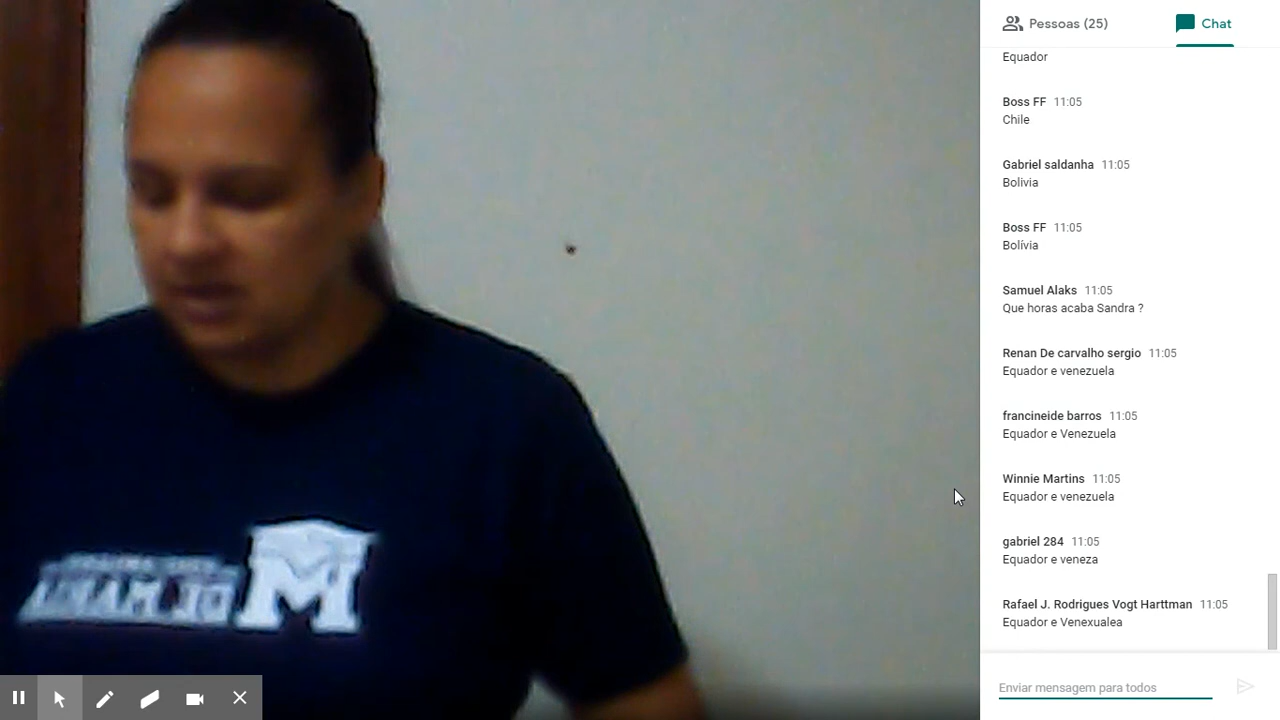 Pessoas (25)
Chat
Equador
Boss FF 11:05
Chile
Gabriel saldanha 11:05
Bolivia
Boss FF 11:05
Bolívia
Samuel Alaks 11:05
Que horas acaba Sandra ?
Renan De carvalho sergio 11:05
Equador e venezuela
francineide barros 11:05
Equador e Venezuela
Winnie Martins 11:05
Equador e venezuela
gabriel 284 11:05
Equador e veneza
Rafael J. Rodrigues Vogt Harttman 11:05
Equador e Venexualea
Enviar mensagem para todos
M